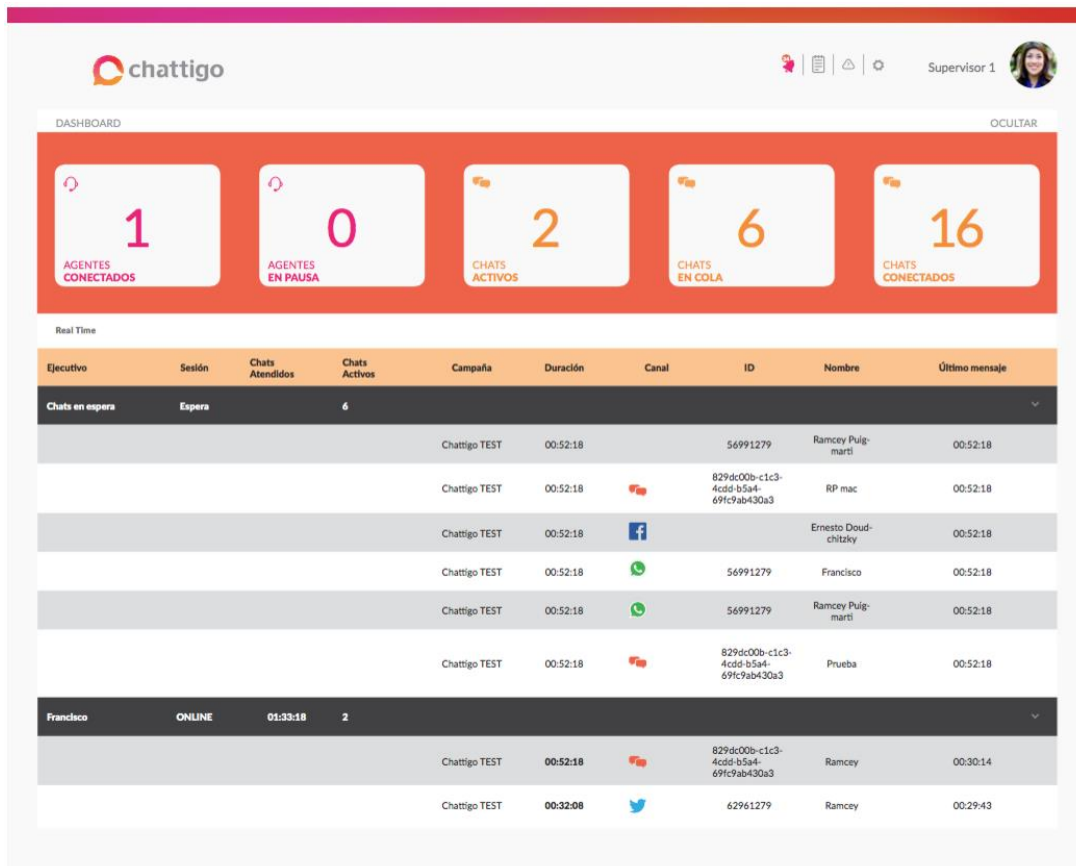 chattigo
Supervisor 1
DASHBOARD
OCULTAR
1
AGENTES
CONECTADOS
0
AGENTES
EN PAUSA
2
CHATS
ACTIVOS
6
CHATS
EN COLA
16
CHATS
CONECTADOS
Real Time
Ejecutivo Sesión Chats Atendidos Chats Activos Campaña Duración Canal ID Nombre Último mensaje
Chats en espera Espera 6
Chattigo TEST 00:52:18 56991279 Ramcey Puig-marti 00:52:18
Chattigo TEST 00:52:18 829dc00b-c1c3-4cdd-b5a4-69fc9ab430a3 RP mac 00:52:18
Chattigo TEST 00:52:18 Ernesto Doud-chitzky 00:52:18
Chattigo TEST 00:52:18 56991279 Francisco 00:52:18
Chattigo TEST 00:52:18 56991279 Ramcey Puig-marti 00:52:18
Chattigo TEST 00:52:18 829dc00b-c1c3-4cdd-b5a4-69fc9ab430a3 Prueba 00:52:18
Francisco ONLINE 01:33:18 2
Chattigo TEST 00:52:18 829dc00b-c1c3-4cdd-b5a4-69fc9ab430a3 Ramcey 00:30:14
Chattigo TEST 00:32:08 62961279 Ramcey 00:29:43